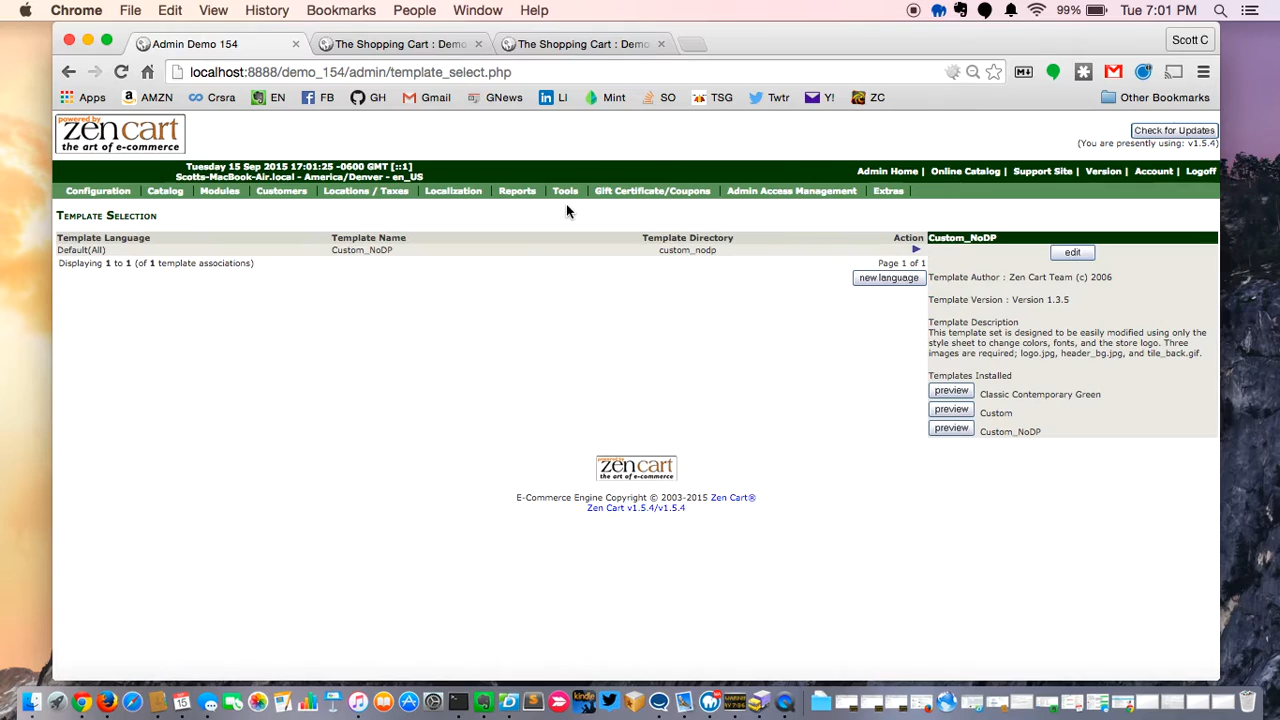 Chrome File Edit View History Bookmarks People Window Help 99% Tue 7:01 PM
Admin Demo 154 The Shopping Cart : Demo The Shopping Cart : Demo Scott C
localhost:8888/demo_154/admin/template_select.php
Apps AMZN Crsra EN FB GH Gmail GNews LI Mint SO TSG Twtr Y! ZC Other Bookmarks
powered by
zen cart
the art of e-commerce
Check for Updates
(You are presently using: v1.5.4)
Tuesday 15 Sep 2015 17:01:25 -0600 GMT [::1]
Scotts-MacBook-Air.local - America/Denver - en_US
Admin Home | Online Catalog | Support Site | Version | Account | Logoff
Configuration Catalog Modules Customers Locations / Taxes Localization Reports Tools Gift Certificate/Coupons Admin Access Management Extras
Template Selection
Template Language Template Name Template Directory Action
Default(All) Custom_NoDP custom_nodp
Displaying 1 to 1 (of 1 template associations) Page 1 of 1
new language
Custom_NoDP
edit
Template Author : Zen Cart Team (c) 2006
Template Version : Version 1.3.5
Template Description
This template set is designed to be easily modified using only the
style sheet to change colors, fonts, and the store logo. Three
images are required; logo.jpg, header_bg.jpg, and tile_back.gif.
Templates Installed
preview Classic Contemporary Green
preview Custom
preview Custom_NoDP
powered by
zen cart
the art of e-commerce
E-Commerce Engine Copyright © 2003-2015 Zen Cart®
Zen Cart v1.5.4/v1.5.4